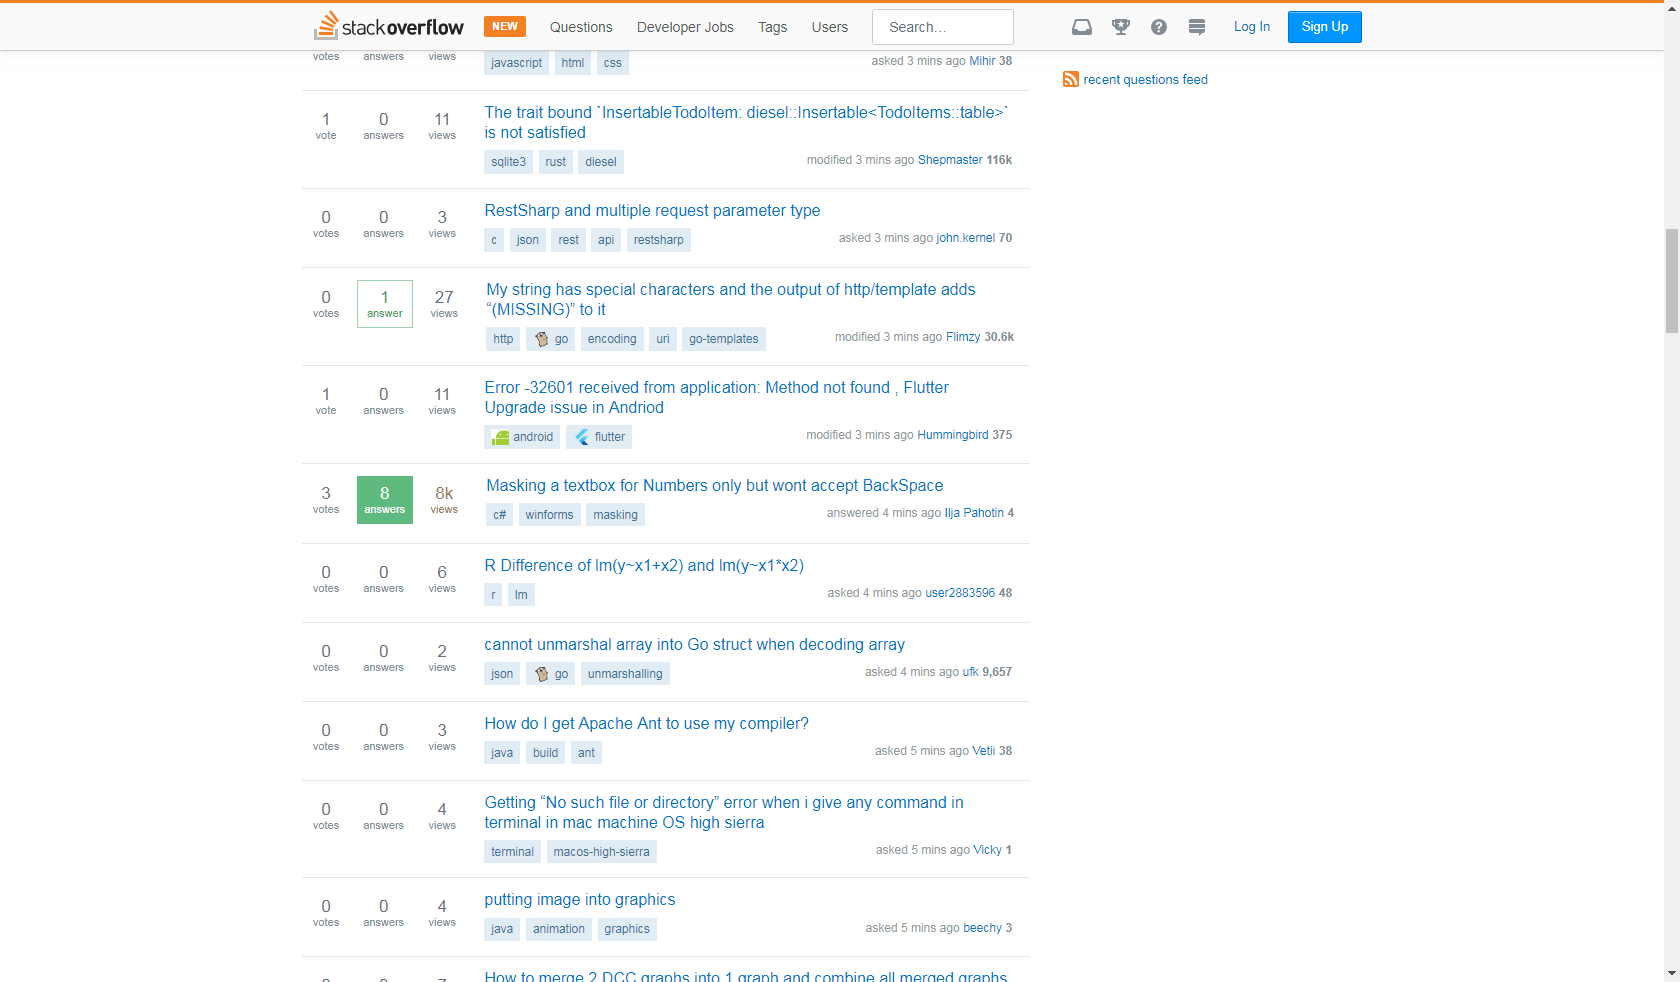 stackoverflow NEW Questions Developer Jobs Tags Users Search... Log In Sign Up
votes answers views javascript html css asked 3 mins ago Mihir 38
recent questions feed
1 vote 0 answers 11 views
The trait bound `InsertableTodoItem: diesel::Insertable<TodoItems::table>`
is not satisfied
sqlite3 rust diesel modified 3 mins ago Shepmaster 116k
0 votes 0 answers 3 views
RestSharp and multiple request parameter type
c json rest api restsharp asked 3 mins ago john.kernel 70
0 votes 1 answer 27 views
My string has special characters and the output of http/template adds
“(MISSING)” to it
http go encoding uri go-templates modified 3 mins ago Flimzy 30.6k
1 vote 0 answers 11 views
Error -32601 received from application: Method not found , Flutter
Upgrade issue in Andriod
android flutter modified 3 mins ago Hummingbird 375
3 votes 8 answers 8k views
Masking a textbox for Numbers only but wont accept BackSpace
c# winforms masking answered 4 mins ago Ilja Pahotin 4
0 votes 0 answers 6 views
R Difference of lm(y~x1+x2) and lm(y~x1*x2)
r lm asked 4 mins ago user2883596 48
0 votes 0 answers 2 views
cannot unmarshal array into Go struct when decoding array
json go unmarshalling asked 4 mins ago ufk 9,657
0 votes 0 answers 3 views
How do I get Apache Ant to use my compiler?
java build ant asked 5 mins ago Vetii 38
0 votes 0 answers 4 views
Getting “No such file or directory” error when i give any command in
terminal in mac machine OS high sierra
terminal macos-high-sierra asked 5 mins ago Vicky 1
0 votes 0 answers 4 views
putting image into graphics
java animation graphics asked 5 mins ago beechy 3
How to merge 2 DCC graphs into 1 graph and combine all merged graphs